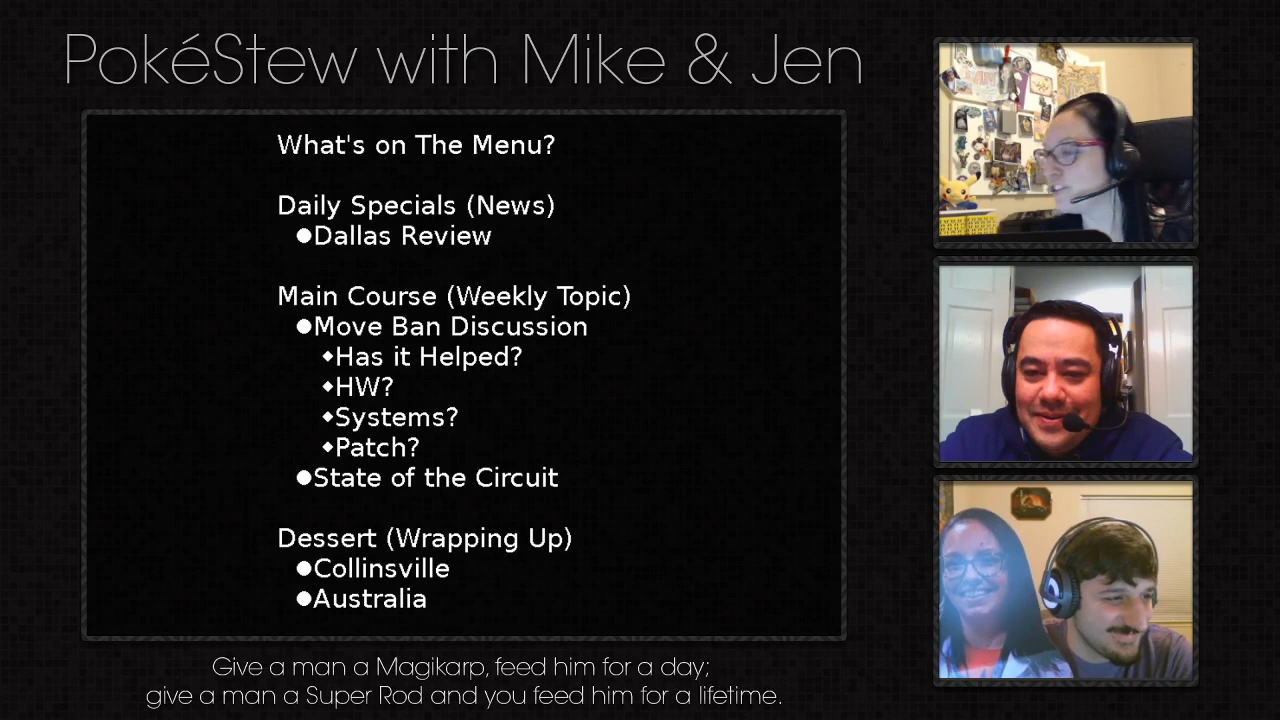 PokéStew with Mike & Jen
What's on The Menu?
Daily Specials (News)
●Dallas Review
Main Course (Weekly Topic)
●Move Ban Discussion
◆Has it Helped?
◆HW?
◆Systems?
◆Patch?
●State of the Circuit
Dessert (Wrapping Up)
●Collinsville
●Australia
Give a man a Magikarp, feed him for a day;
give a man a Super Rod and you feed him for a lifetime.